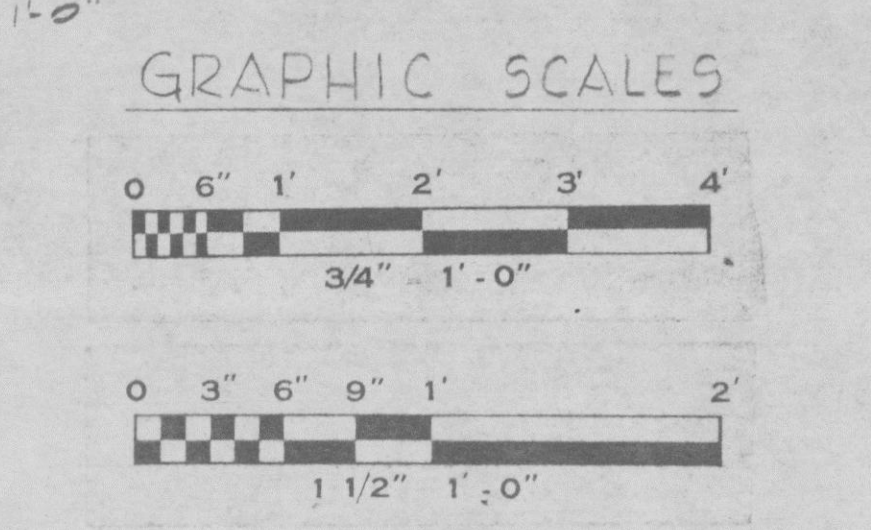 1'-0"
GRAPHIC SCALES
0 6" 1' 2' 3' 4'
3/4" - 1' - 0"
0 3" 6" 9" 1' 2'
1 1/2" 1' - 0"